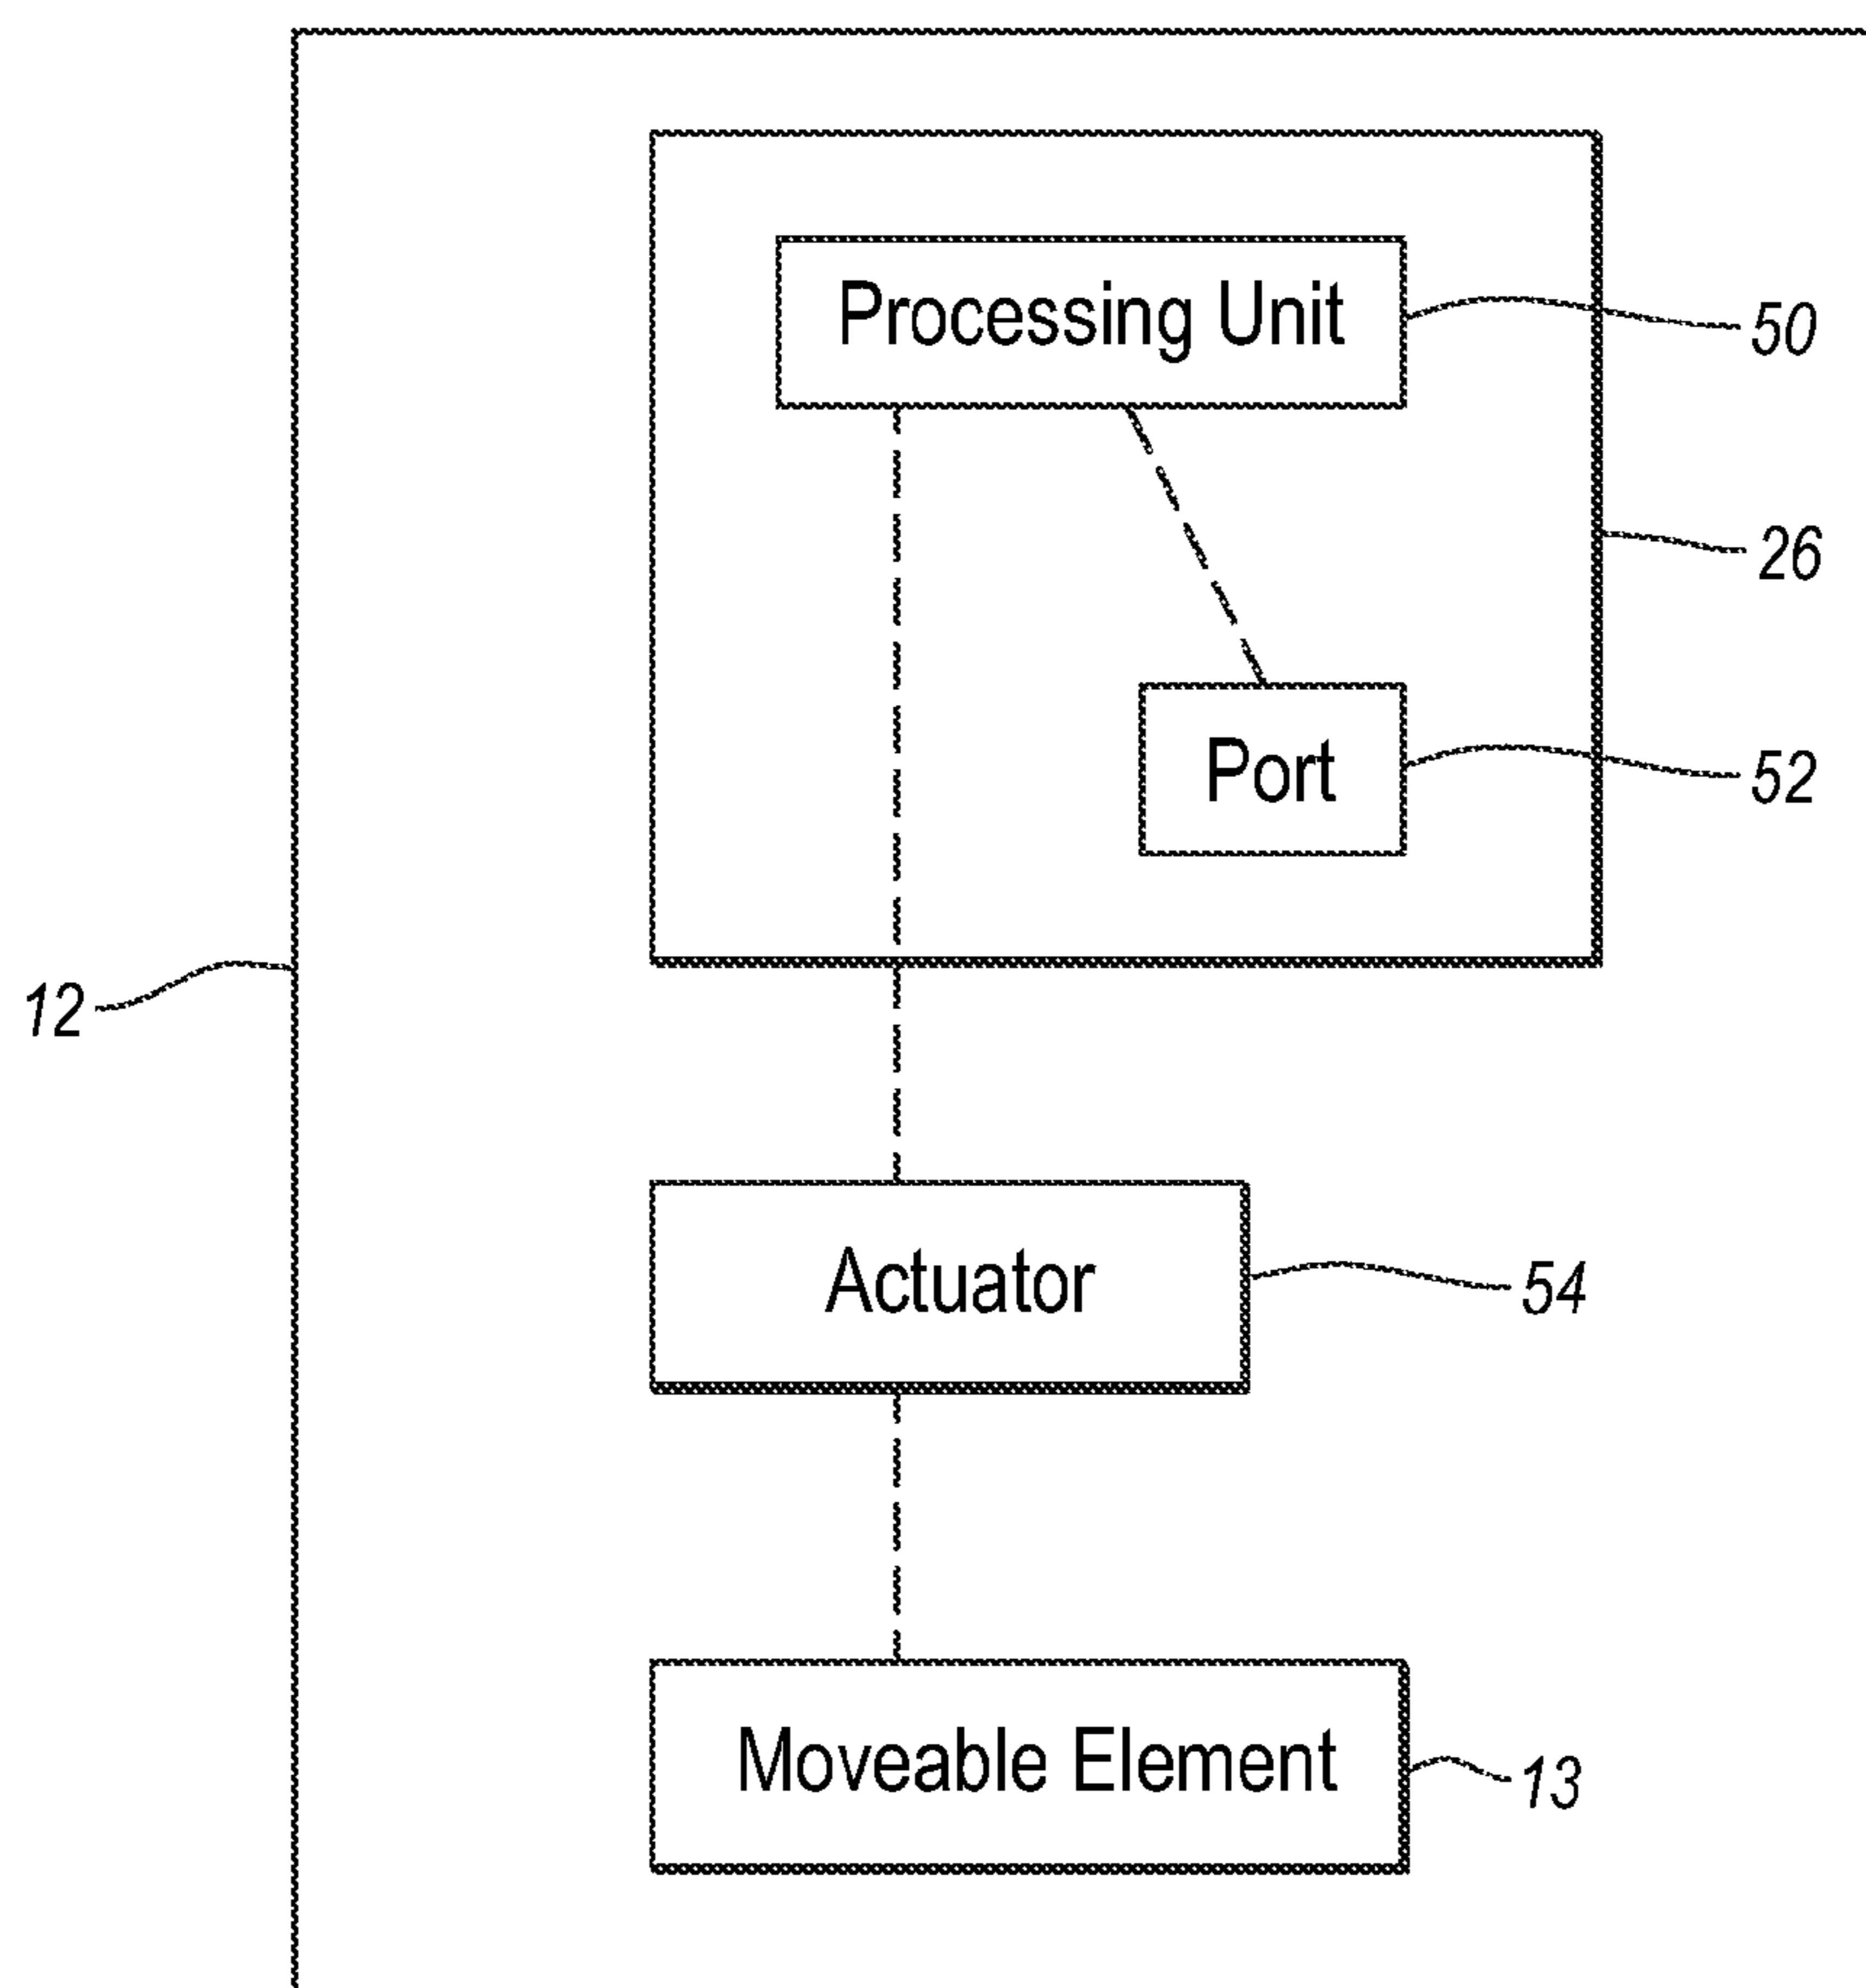 Processing Unit
50
26
Port
52
12
Actuator
54
Moveable Element
13